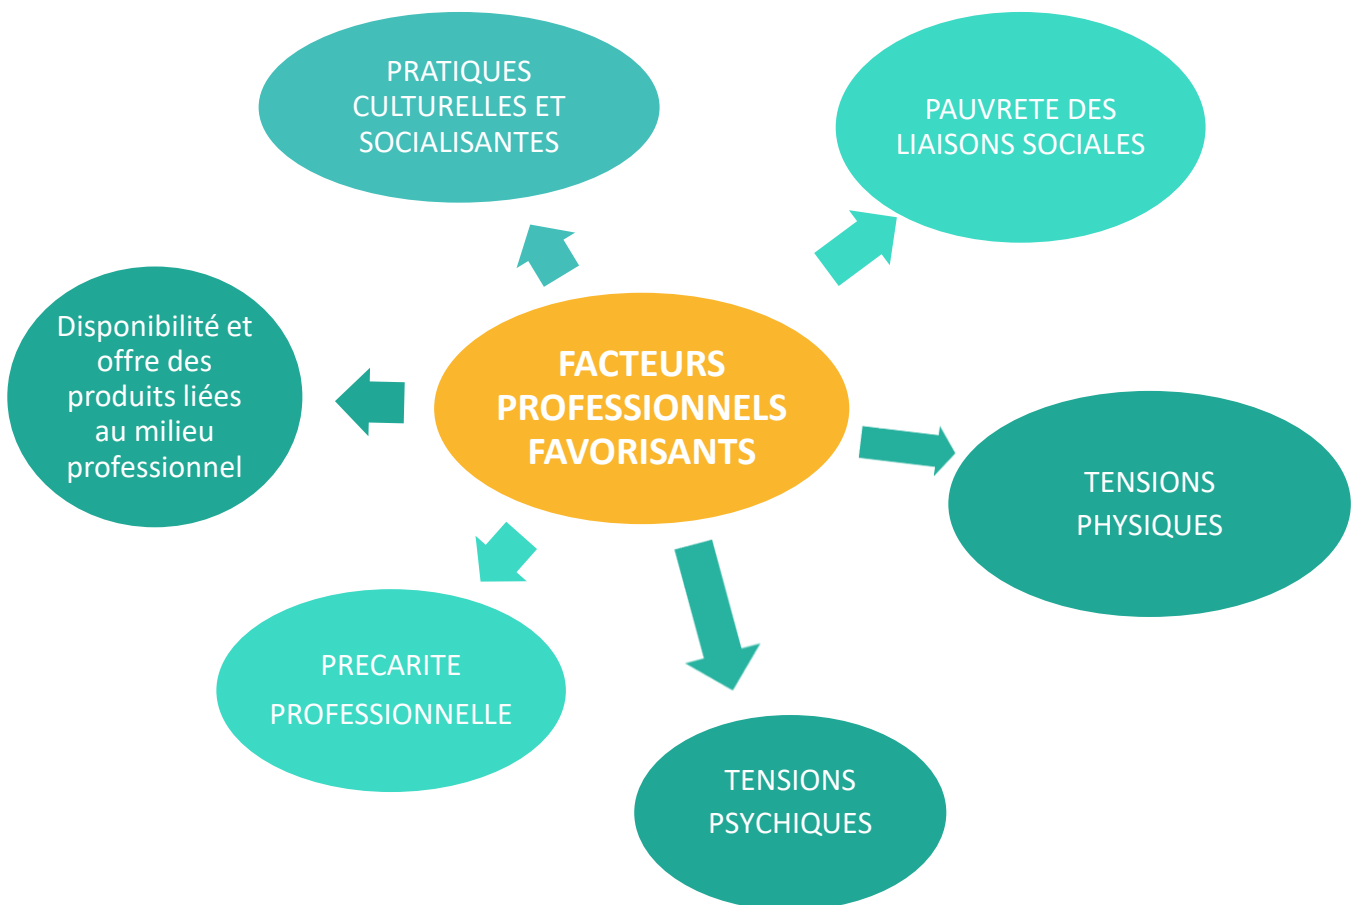 PRATIQUES
CULTURELLES ET
SOCIALISANTES
PAUVRETE DES
LIAISONS SOCIALES
Disponibilité et
offre des
produits liées
au milieu
professionnel
FACTEURS
PROFESSIONNELS
FAVORISANTS
TENSIONS
PHYSIQUES
PRECARITE
PROFESSIONNELLE
TENSIONS
PSYCHIQUES